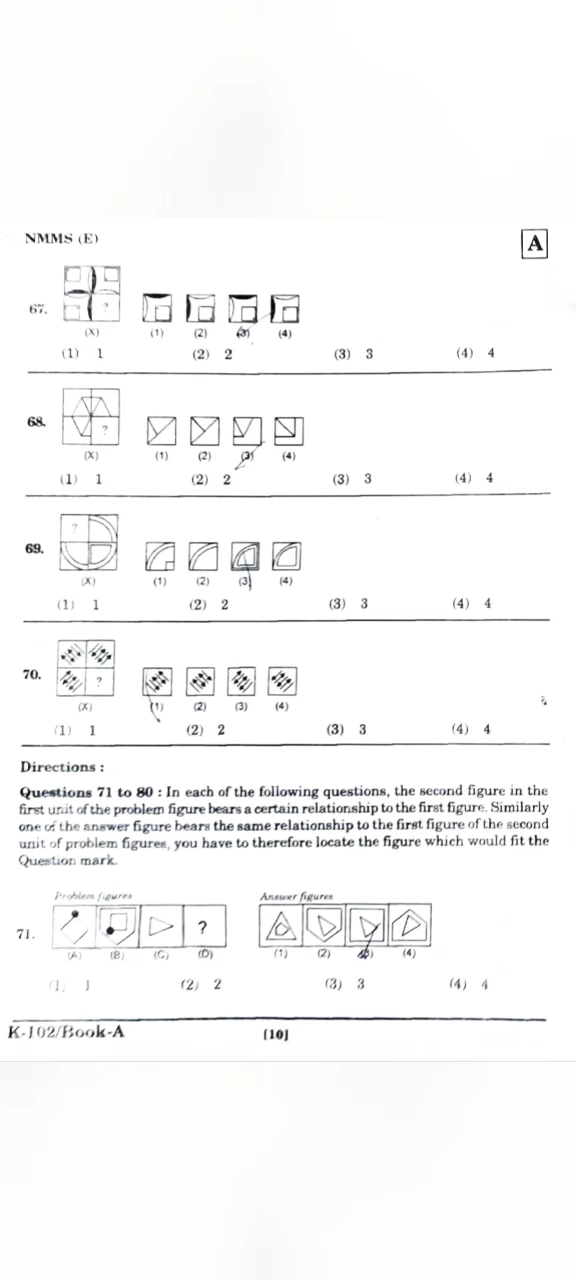 NMMS (E)
A
67.
?
(X) (1) (2) (3) (4)
(1) 1 (2) 2 (3) 3 (4) 4
68.
?
(X) (1) (2) (3) (4)
(1) 1 (2) 2 (3) 3 (4) 4
69.
?
(X) (1) (2) (3) (4)
(1) 1 (2) 2 (3) 3 (4) 4
70.
?
(X) (1) (2) (3) (4)
(1) 1 (2) 2 (3) 3 (4) 4
Directions :
Questions 71 to 80 : In each of the following questions, the second figure in the
first unit of the problem figure bears a certain relationship to the first figure. Similarly
one of the answer figure bears the same relationship to the first figure of the second
unit of problem figures, you have to therefore locate the figure which would fit the
Question mark.
Problem figures Answer figures
71.
?
(A) (B) (C) (D) (1) (2) (3) (4)
(1) 1 (2) 2 (3) 3 (4) 4
K-102/Book-A [10]